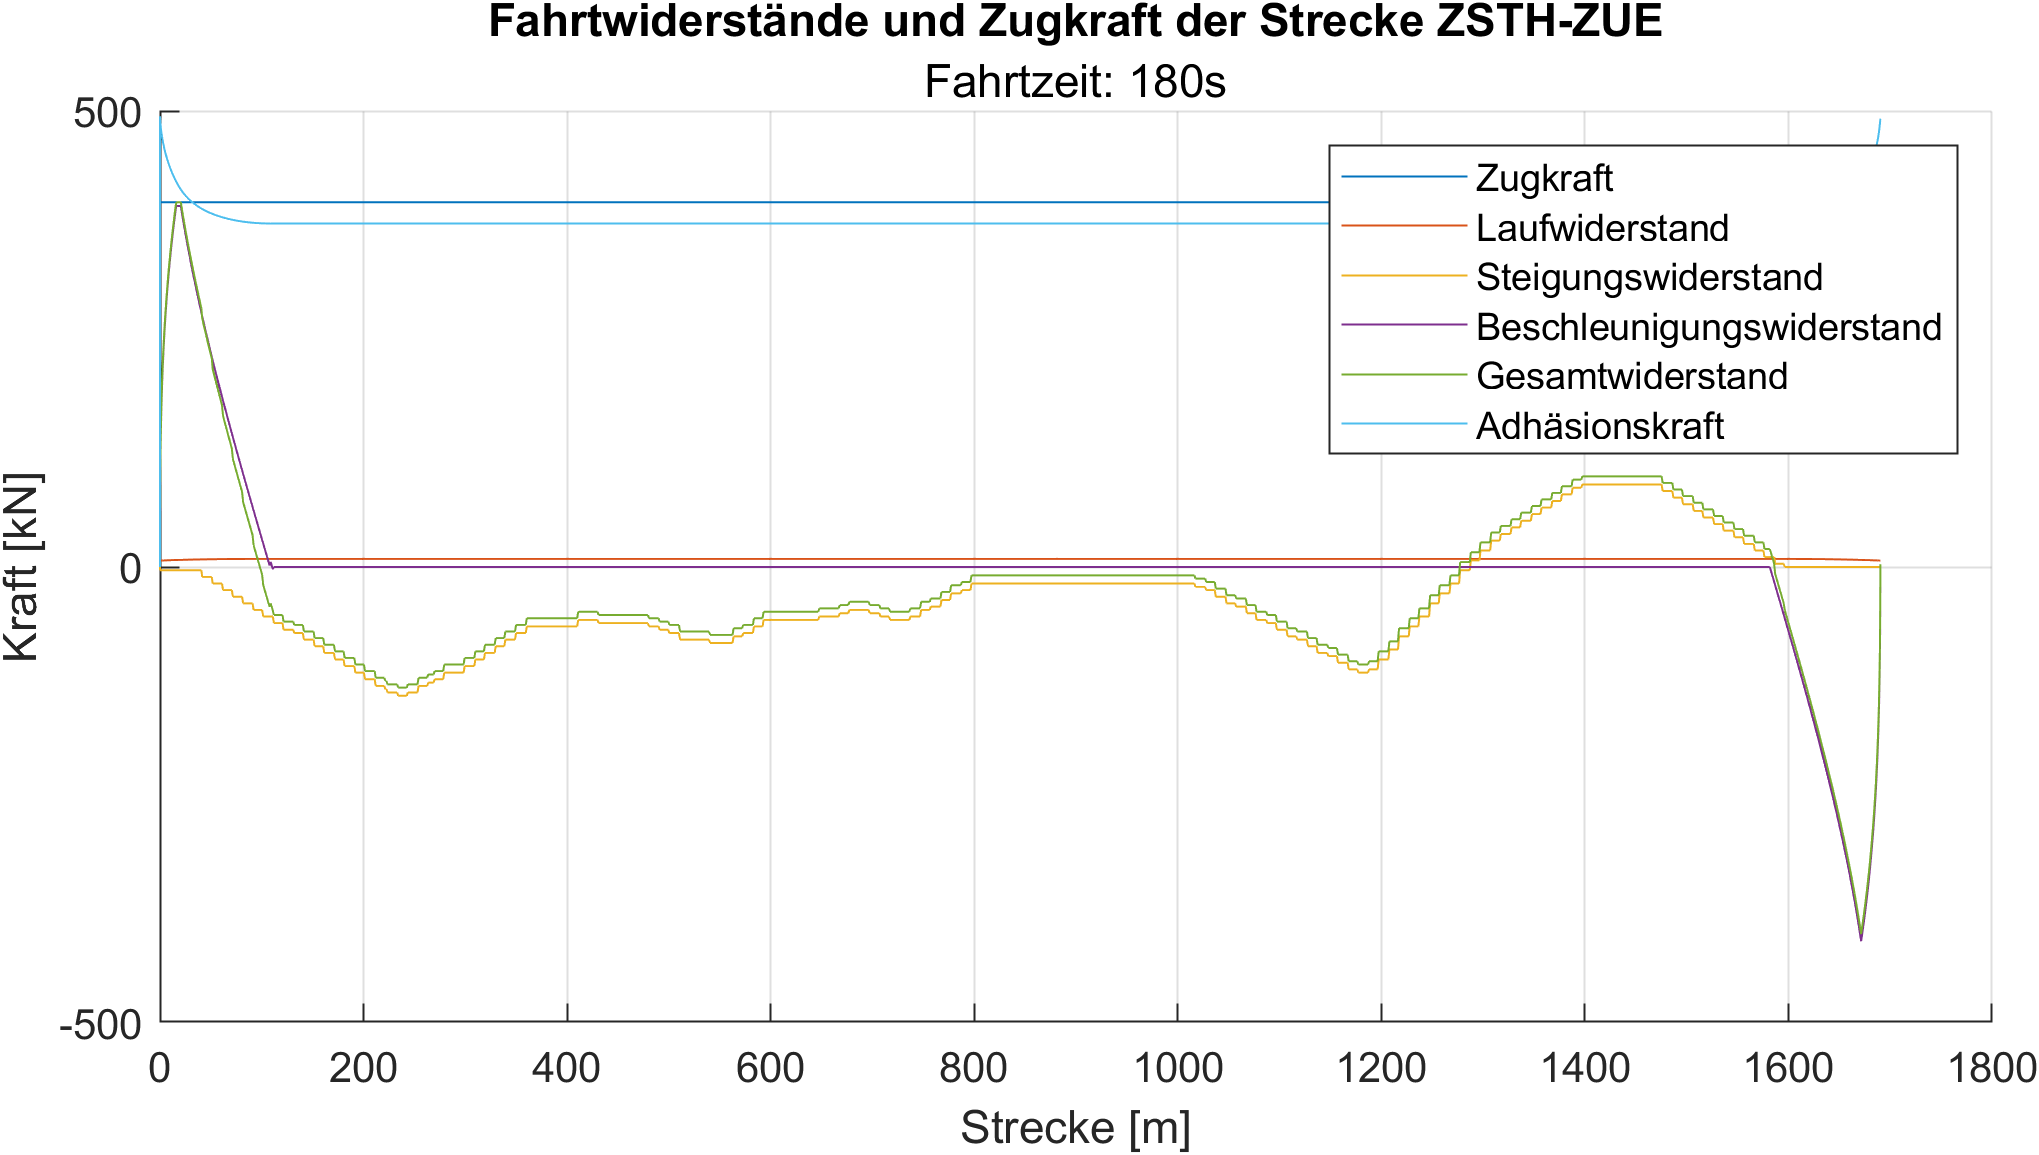 Fahrtwiderstände und Zugkraft der Strecke ZSTH-ZUE
Fahrtzeit: 180s
500
0
-500
Kraft [kN]
Zugkraft
Laufwiderstand
Steigungswiderstand
Beschleunigungswiderstand
Gesamtwiderstand
Adhäsionskraft
0 200 400 600 800 1000 1200 1400 1600 1800
Strecke [m]